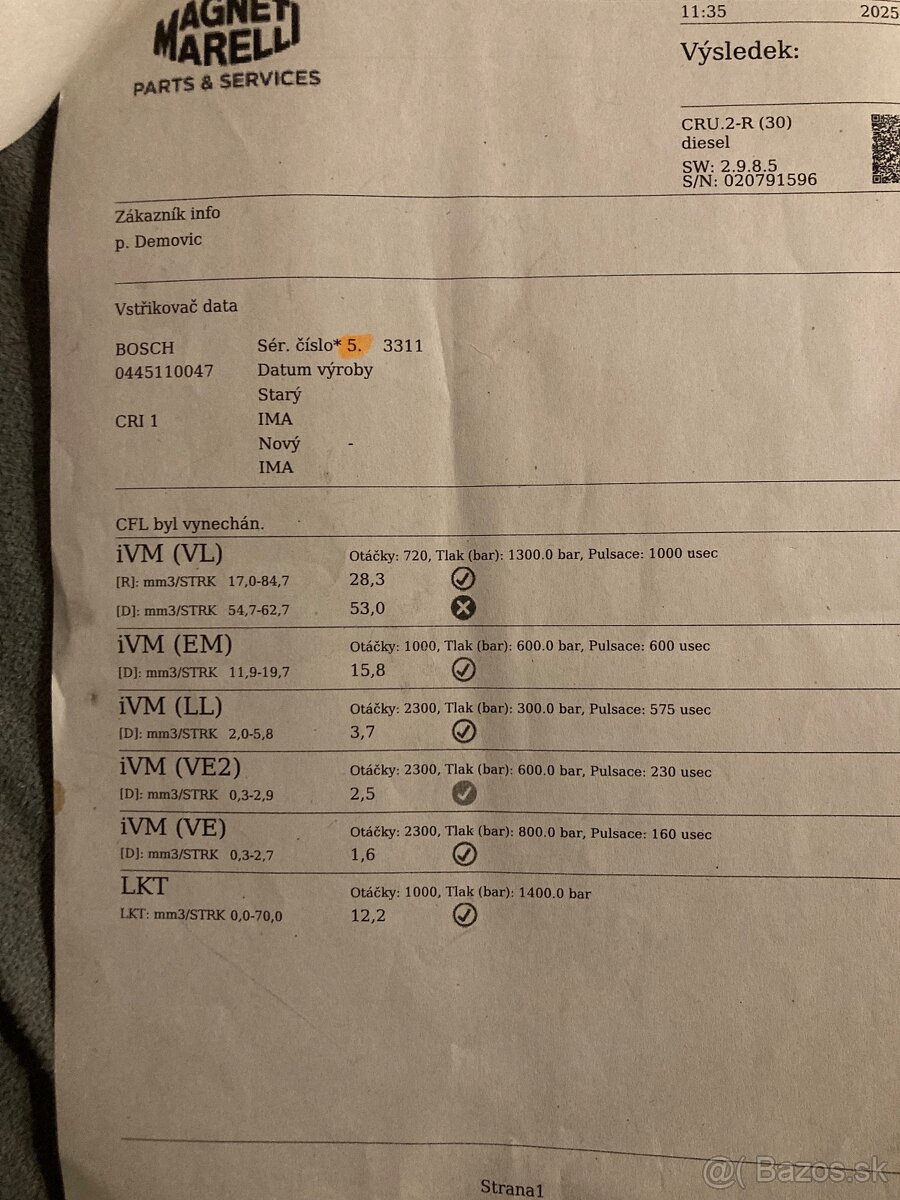 MAGNETI
MARELLI
PARTS & SERVICES
11:35 2025
Výsledek:
CRU.2-R (30)
diesel
SW: 2.9.8.5
S/N: 020791596
Zákazník info
p. Demovic
Vstřikovač data
BOSCH Sér. číslo* 5. 3311
0445110047 Datum výroby
Starý
CRI 1 IMA
Nový -
IMA
CFL byl vynechán.
iVM (VL) Otáčky: 720, Tlak (bar): 1300.0 bar, Pulsace: 1000 usec
[R]: mm3/STRK 17,0-84,7 28,3
[D]: mm3/STRK 54,7-62,7 53,0
iVM (EM) Otáčky: 1000, Tlak (bar): 600.0 bar, Pulsace: 600 usec
[D]: mm3/STRK 11,9-19,7 15,8
iVM (LL) Otáčky: 2300, Tlak (bar): 300.0 bar, Pulsace: 575 usec
[D]: mm3/STRK 2,0-5,8 3,7
iVM (VE2) Otáčky: 2300, Tlak (bar): 600.0 bar, Pulsace: 230 usec
[D]: mm3/STRK 0,3-2,9 2,5
iVM (VE) Otáčky: 2300, Tlak (bar): 800.0 bar, Pulsace: 160 usec
[D]: mm3/STRK 0,3-2,7 1,6
LKT Otáčky: 1000, Tlak (bar): 1400.0 bar
LKT: mm3/STRK 0,0-70,0 12,2
Strana1
Bazos.sk